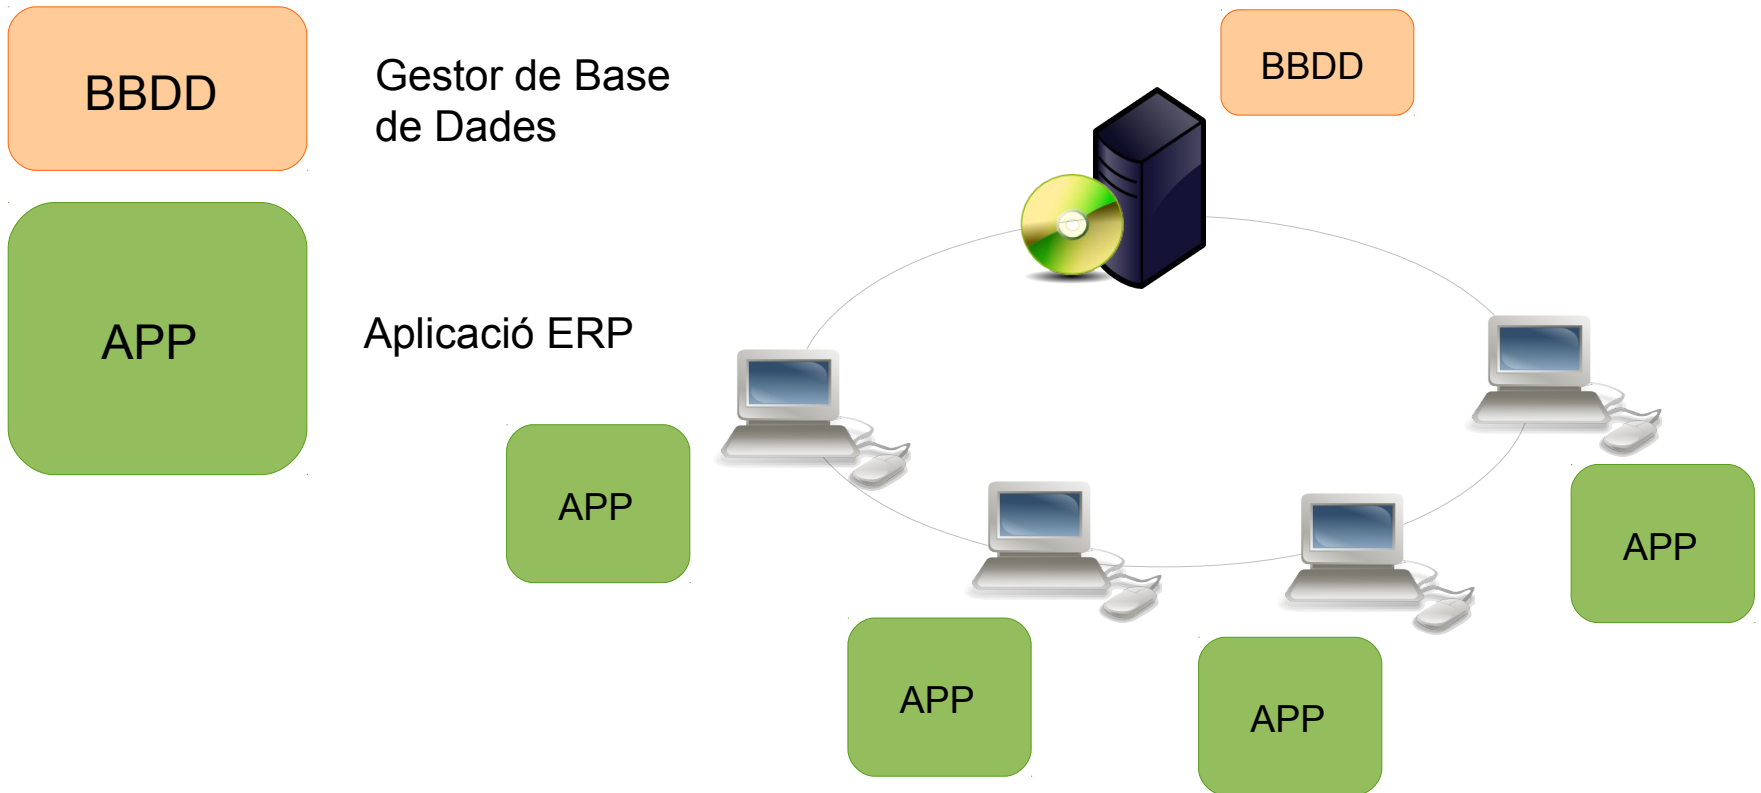 BBDD
Gestor de Base
de Dades
BBDD
APP
Aplicació ERP
APP
APP
APP
APP